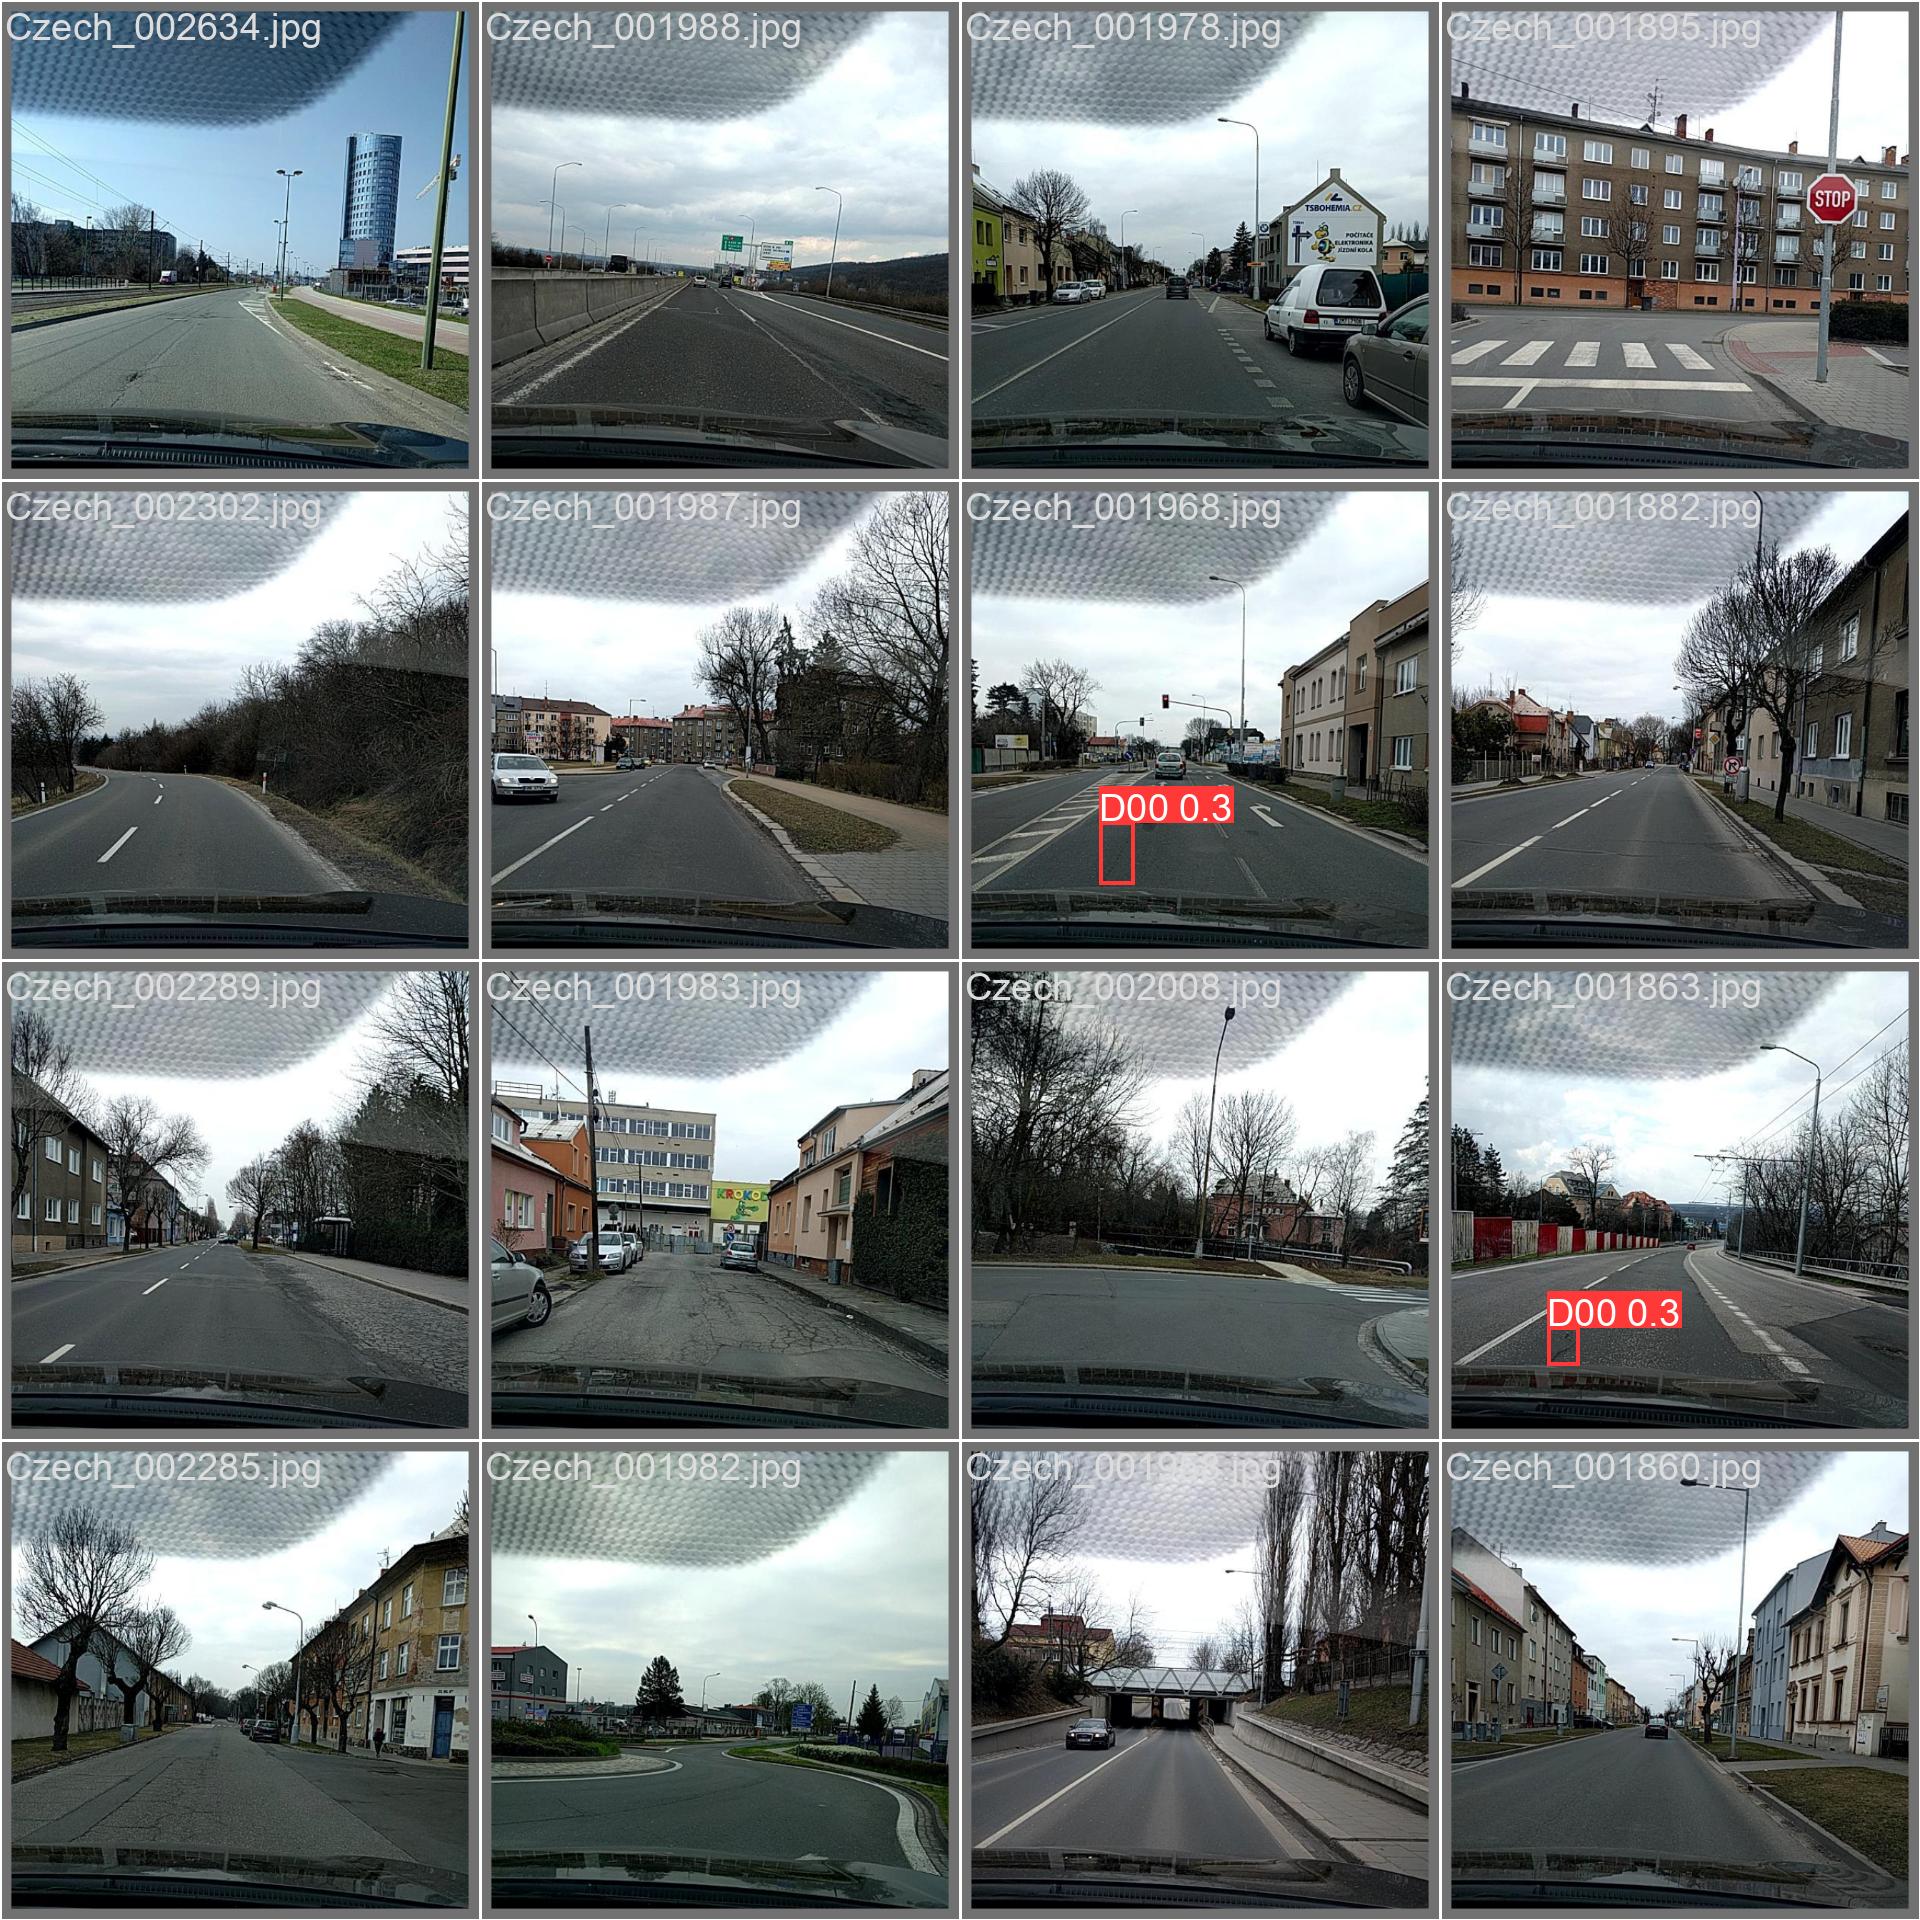 Czech_002634.jpg
Czech_001988.jpg
Czech_001978.jpg
TSBOHEMIA.CZ
POČÍTAČE
ELEKTRONIKA
JÍZDNÍ KOLA
Czech_001895.jpg
STOP
Czech_002302.jpg
Czech_001987.jpg
Czech_001968.jpg
D00 0.3
Czech_001882.jpg
Czech_002289.jpg
Czech_001983.jpg
Czech_002008.jpg
Czech_001863.jpg
D00 0.3
Czech_002285.jpg
Czech_001982.jpg
Czech_001860.jpg